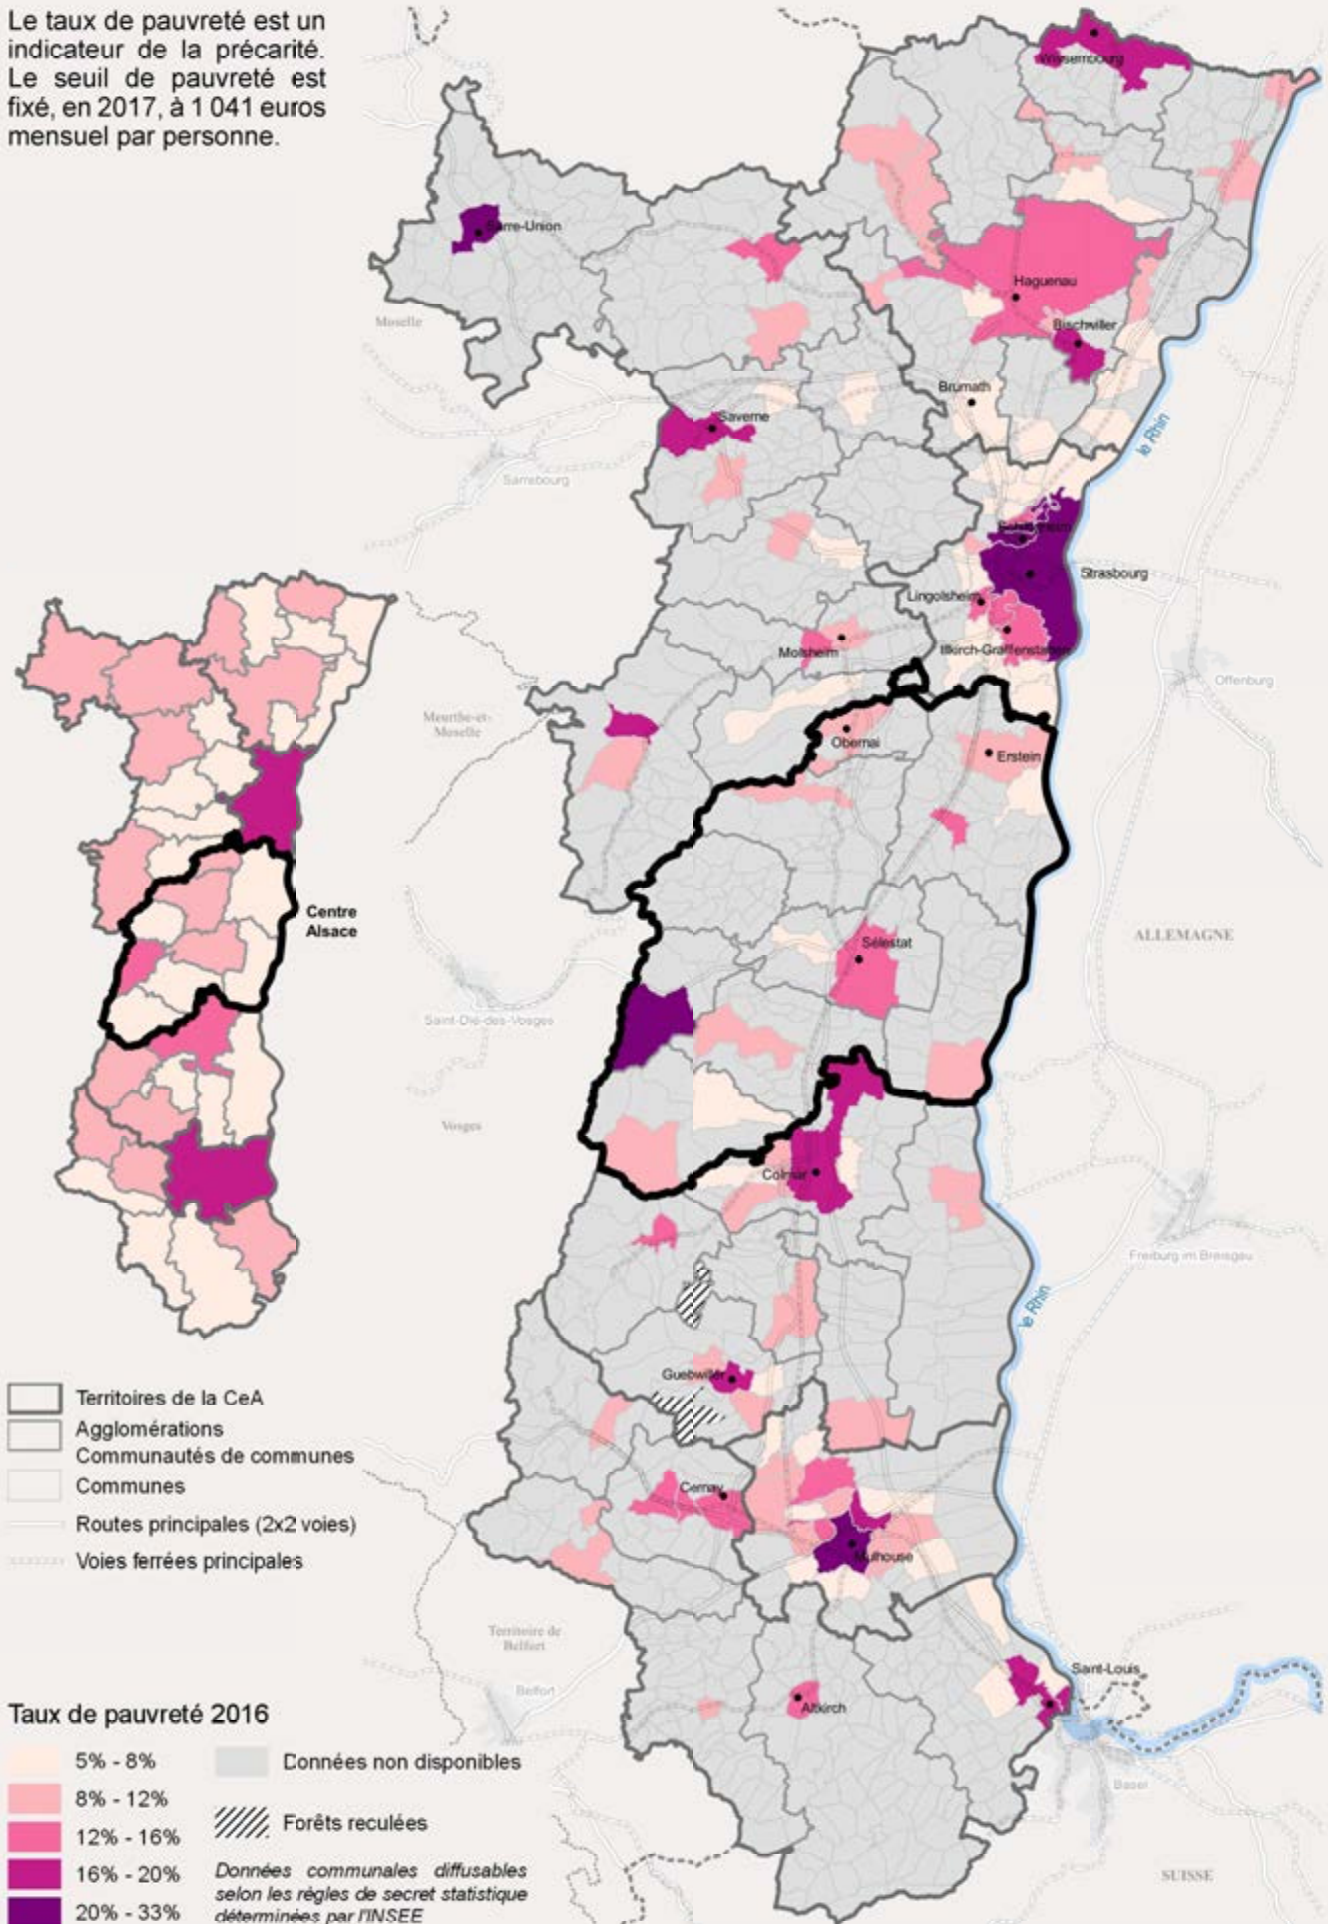 Le taux de pauvreté est un
indicateur de la précarité.
Le seuil de pauvreté est
fixé, en 2017, à 1 041 euros
mensuel par personne.
Wissembourg
Sarre-Union
Haguenau
Moselle
Bischwiller
Brumath
Saverne
le Rhin
Sarrebourg
Strasbourg
Lingolsheim
Molsheim
Illkirch-Graffenstaden
Offenburg
Meurthe-et-
Moselle
Obernai
Erstein
Centre
Alsace
ALLEMAGNE
Sélestat
Saint-Dié-des-Vosges
Vosges
Colmar
Freiburg im Breisgau
le Rhin
Guebwiller
Territoires de la CeA
Agglomérations
Communautés de communes
Communes
Routes principales (2x2 voies)
Voies ferrées principales
Cernay
Mulhouse
Territoire de
Belfort
Belfort
Saint-Louis
Altkirch
Basel
SUISSE
Taux de pauvreté 2016
5% - 8%
8% - 12%
12% - 16%
16% - 20%
20% - 33%
Données non disponibles
Forêts reculées
Données communales diffusables
selon les règles de secret statistique
déterminées par l'INSEE